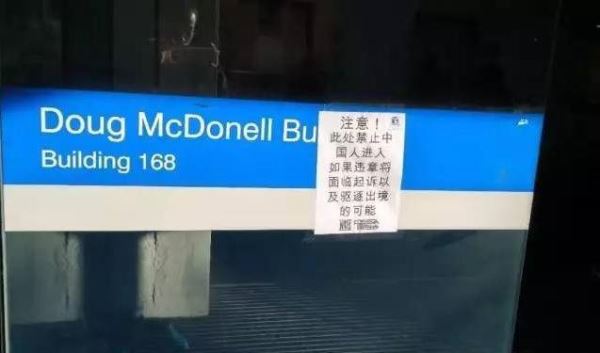 Doug McDonell Bu
Building 168
注意！
此处禁止中
国人进入
如果违章将
面临起诉以
及驱逐出境
的可能